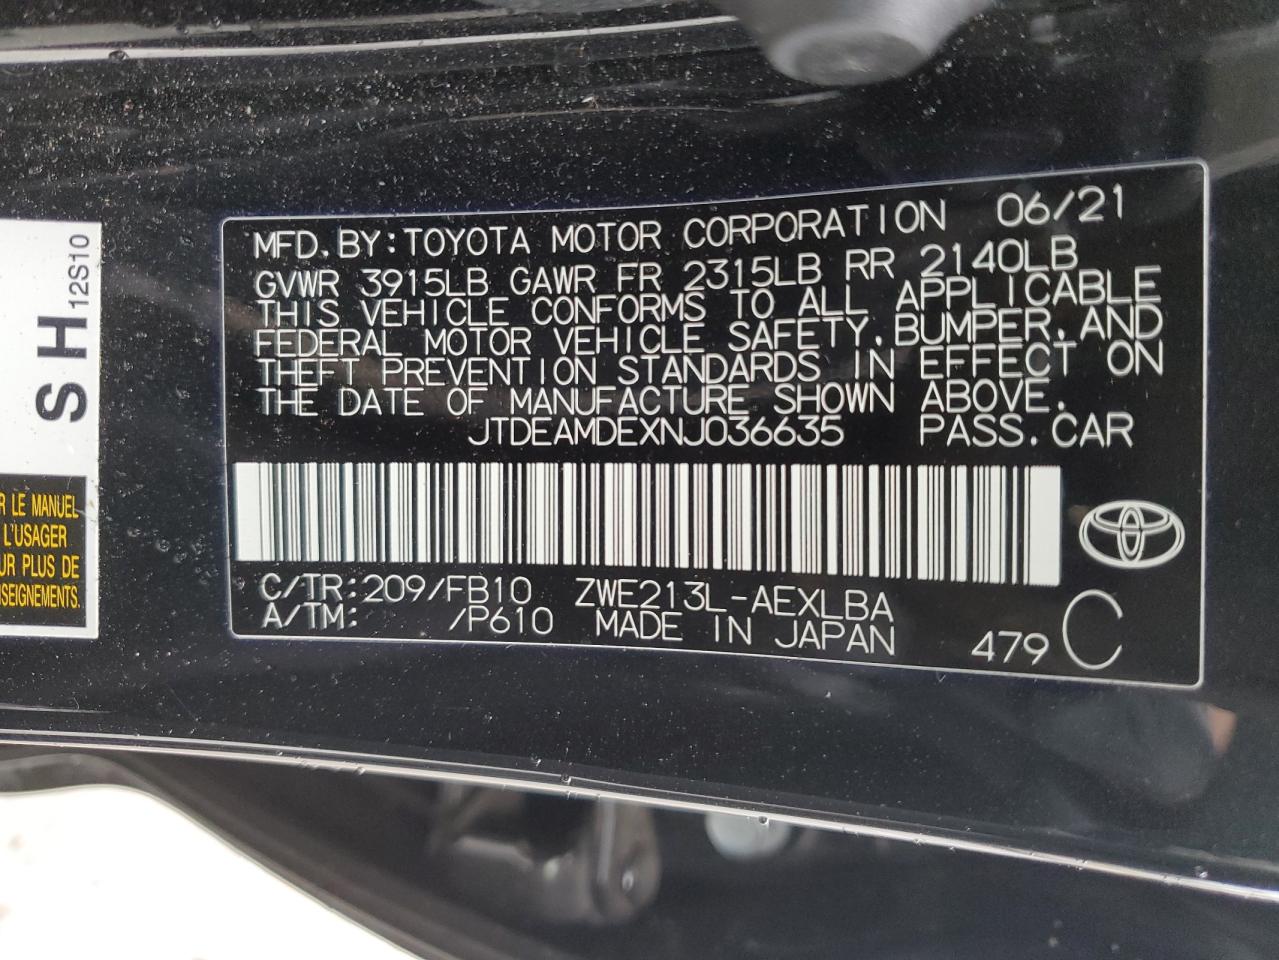 MFD.BY:TOYOTA MOTOR CORPORATION 06/21
GVWR 3915LB GAWR FR 2315LB RR 2140LB
THIS VEHICLE CONFORMS TO ALL APPLICABLE
FEDERAL MOTOR VEHICLE SAFETY,BUMPER,AND
THEFT PREVENTION STANDARDS IN EFFECT ON
THE DATE OF MANUFACTURE SHOWN ABOVE.
JTDEAMDEXNJ036635 PASS.CAR
C/TR:209/FB10 ZWE213L-AEXLBA
A/TM: /P610 MADE IN JAPAN 479 C
SH 12S10
R LE MANUEL
L'USAGER
UR PLUS DE
SEIGNEMENTS.